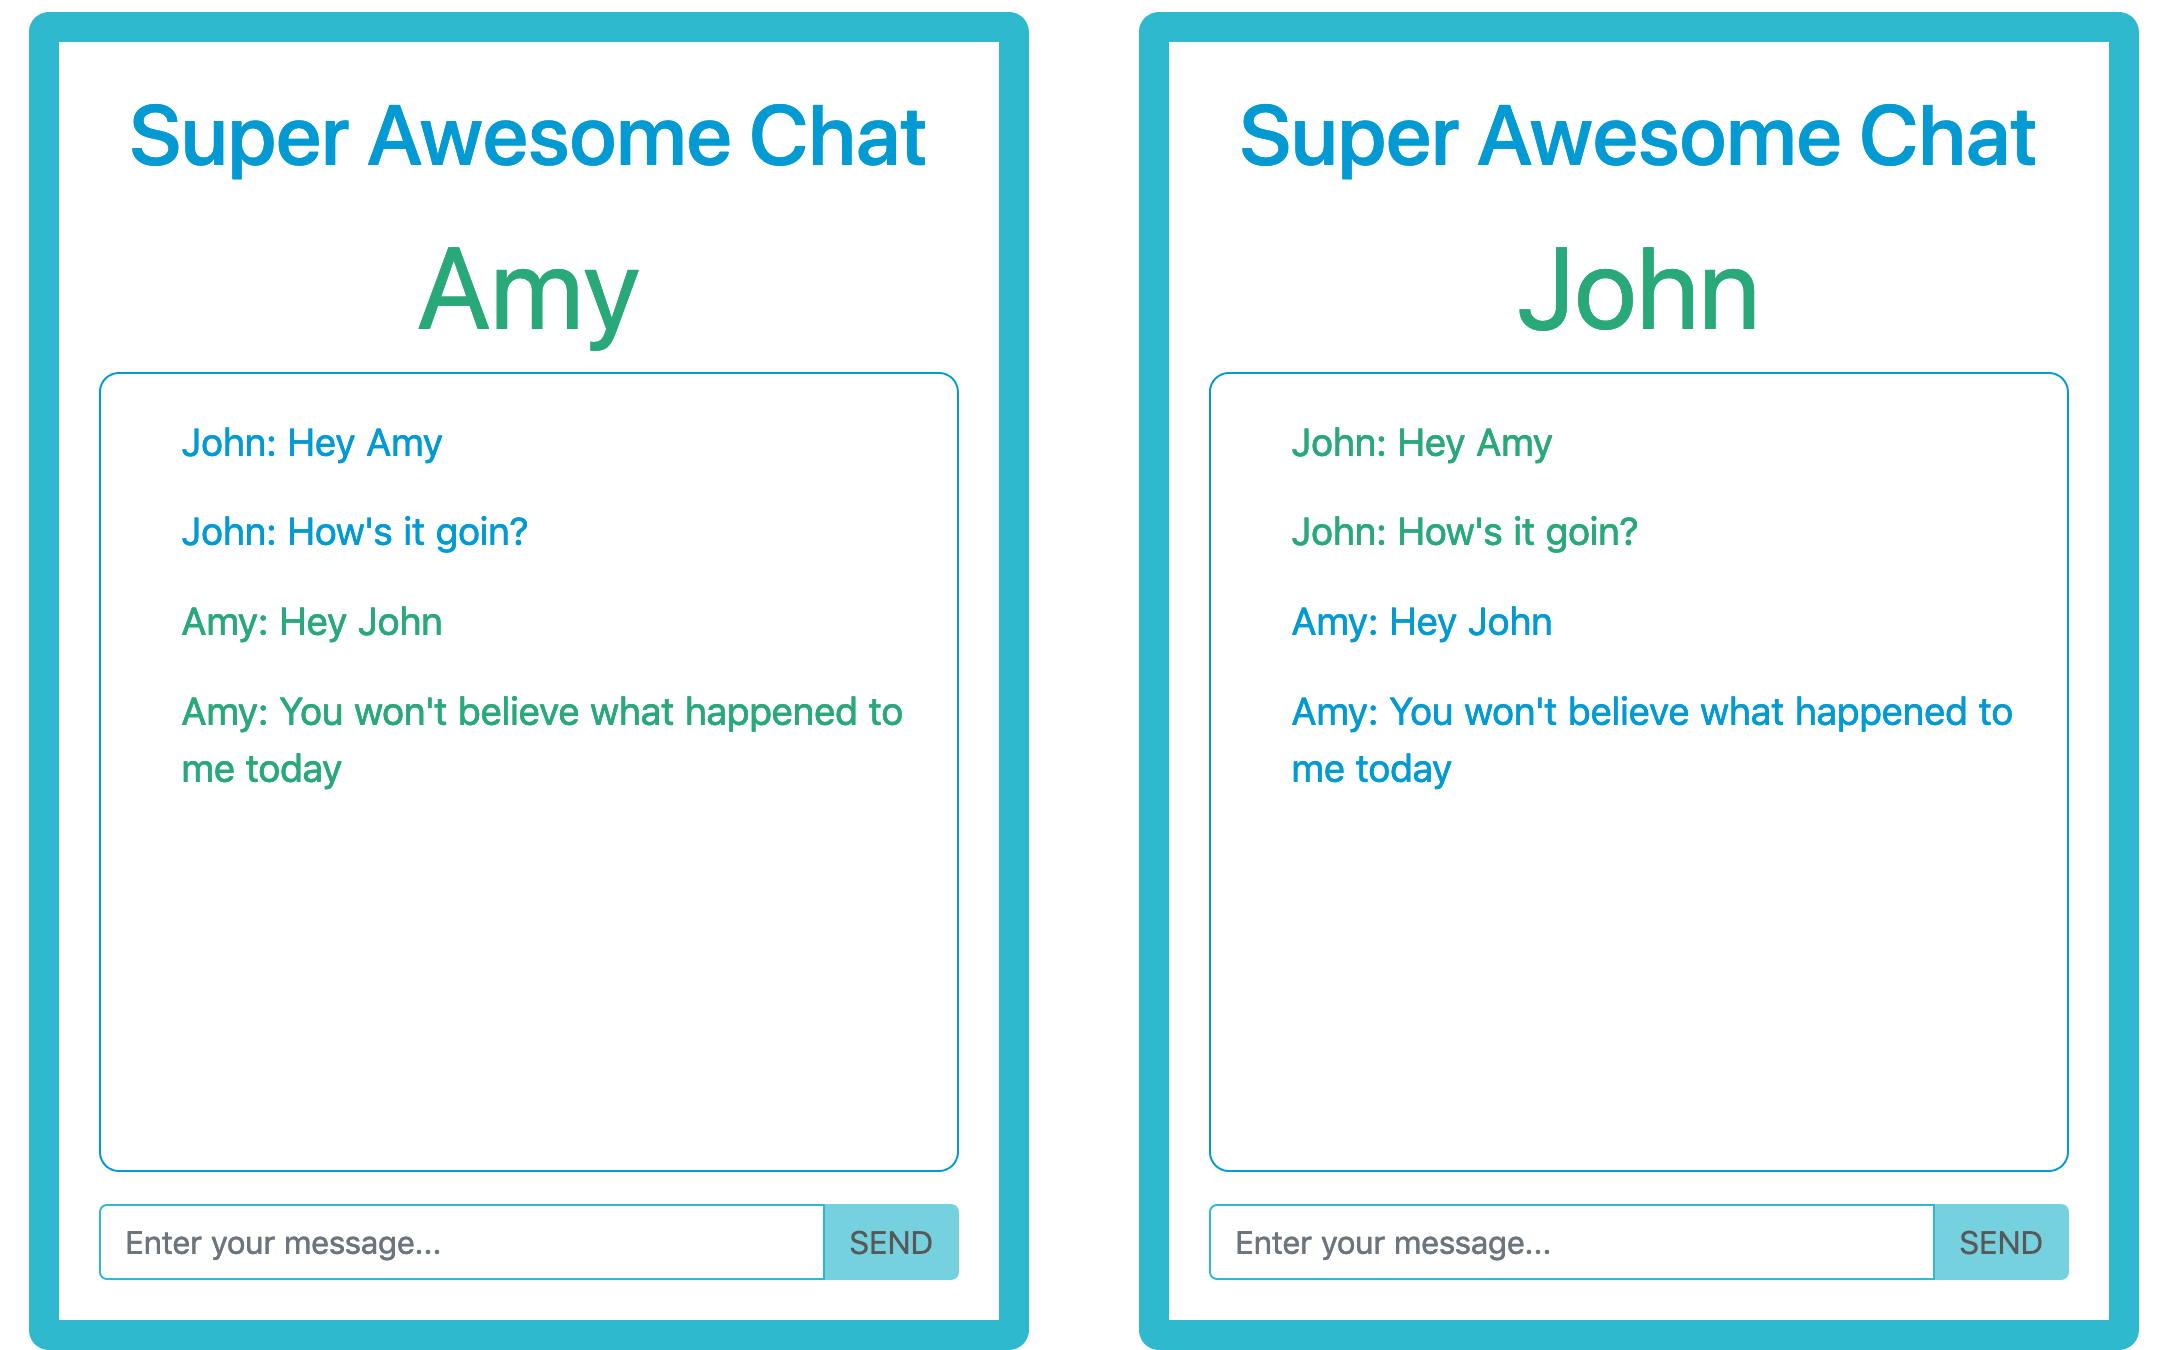 Super Awesome Chat
Amy
John: Hey Amy
John: How's it goin?
Amy: Hey John
Amy: You won't believe what happened to
me today
Enter your message...
SEND
Super Awesome Chat
John
John: Hey Amy
John: How's it goin?
Amy: Hey John
Amy: You won't believe what happened to
me today
Enter your message...
SEND